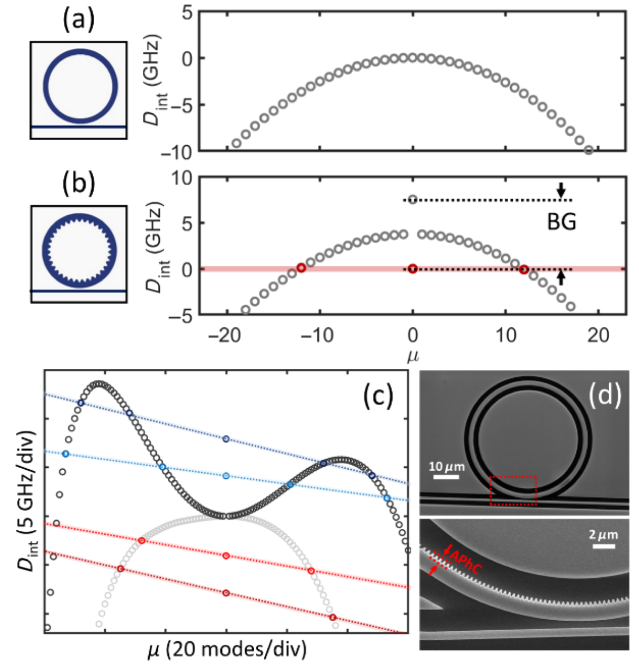 (a)
D_int (GHz)
5
0
−5
−10
(b)
D_int (GHz)
10
5
0
−5
BG
−20 −10 0 10 20
μ
(c)
D_int (5 GHz/div)
μ (20 modes/div)
(d)
10 μm
2 μm
APhC